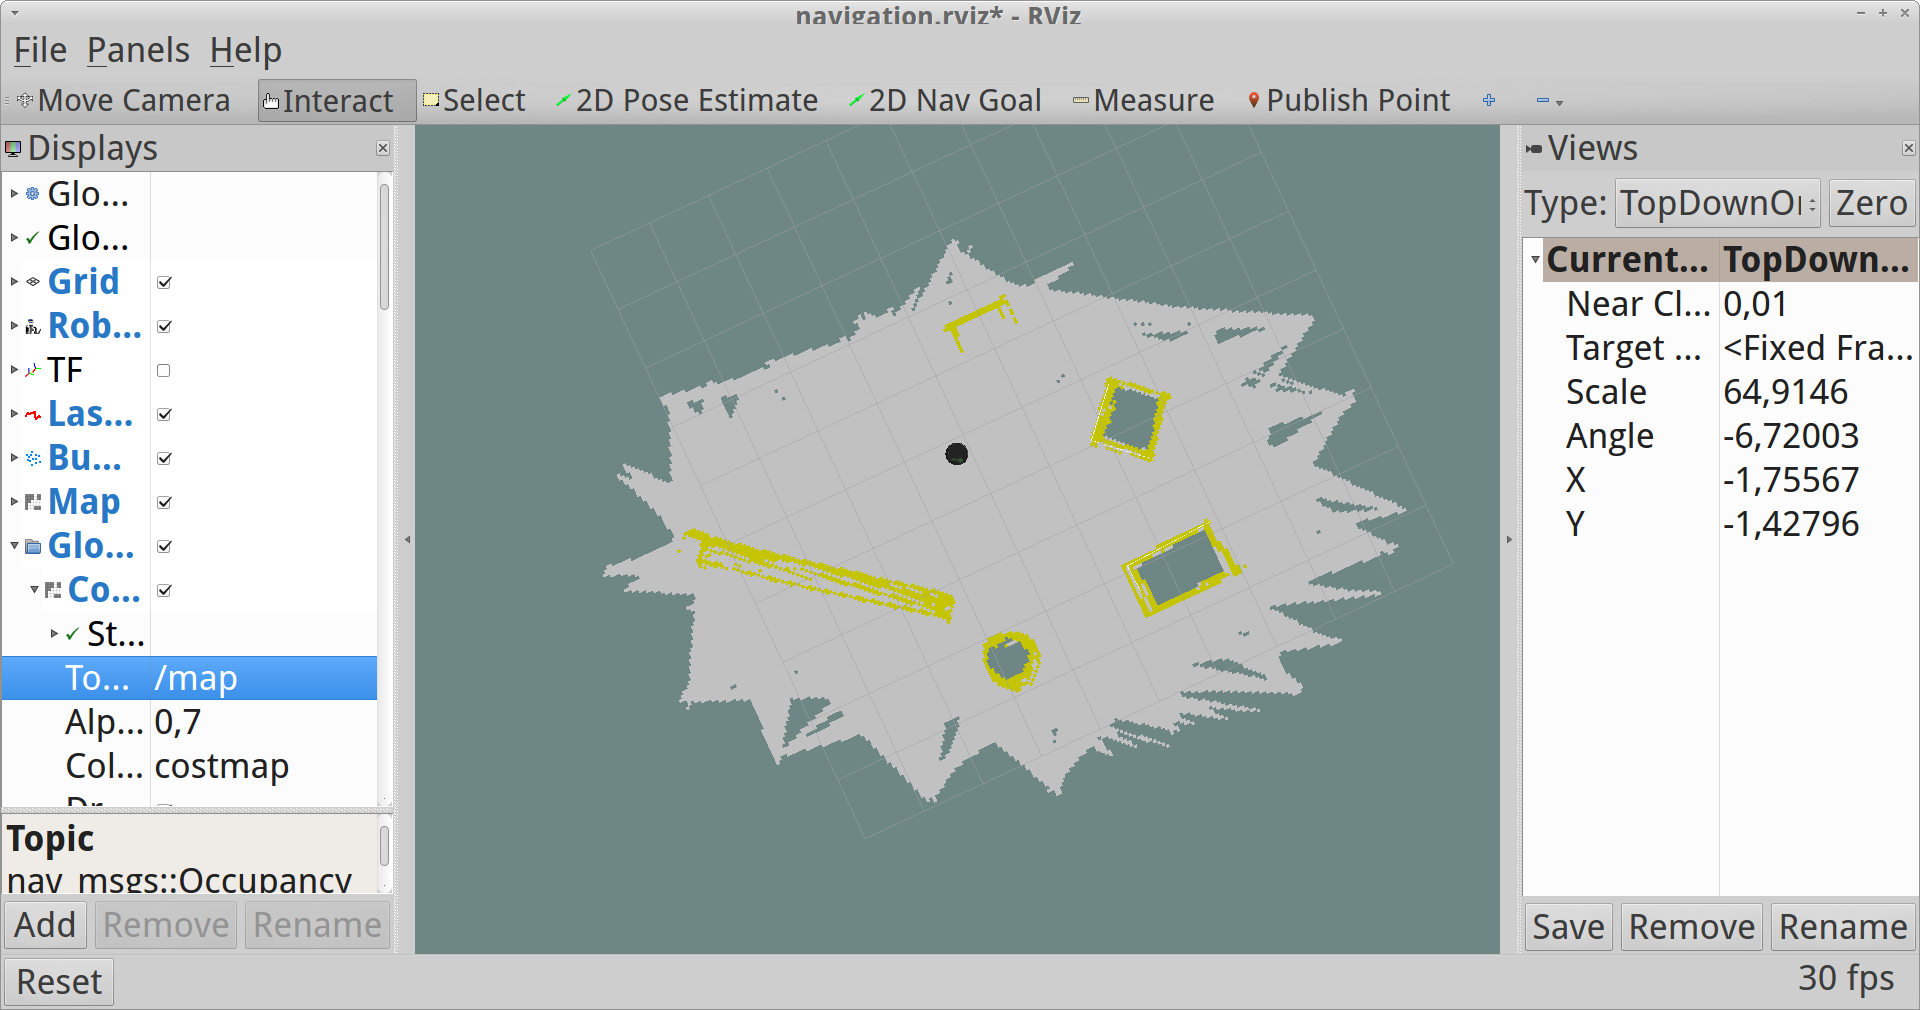 navigation.rviz* - RViz
File Panels Help
Move Camera Interact Select 2D Pose Estimate 2D Nav Goal Measure Publish Point
Displays
Glo...
Glo...
Grid
Rob...
TF
Las...
Bu...
Map
Glo...
Co...
St...
To... /map
Alp... 0,7
Col... costmap
Topic
nav_msgs::Occupancy
Add Remove Rename
Reset
Views
Type: TopDownOr Zero
Current... TopDown...
Near Cl... 0,01
Target ... <Fixed Fra...
Scale 64,9146
Angle -6,72003
X -1,75567
Y -1,42796
Save Remove Rename
30 fps